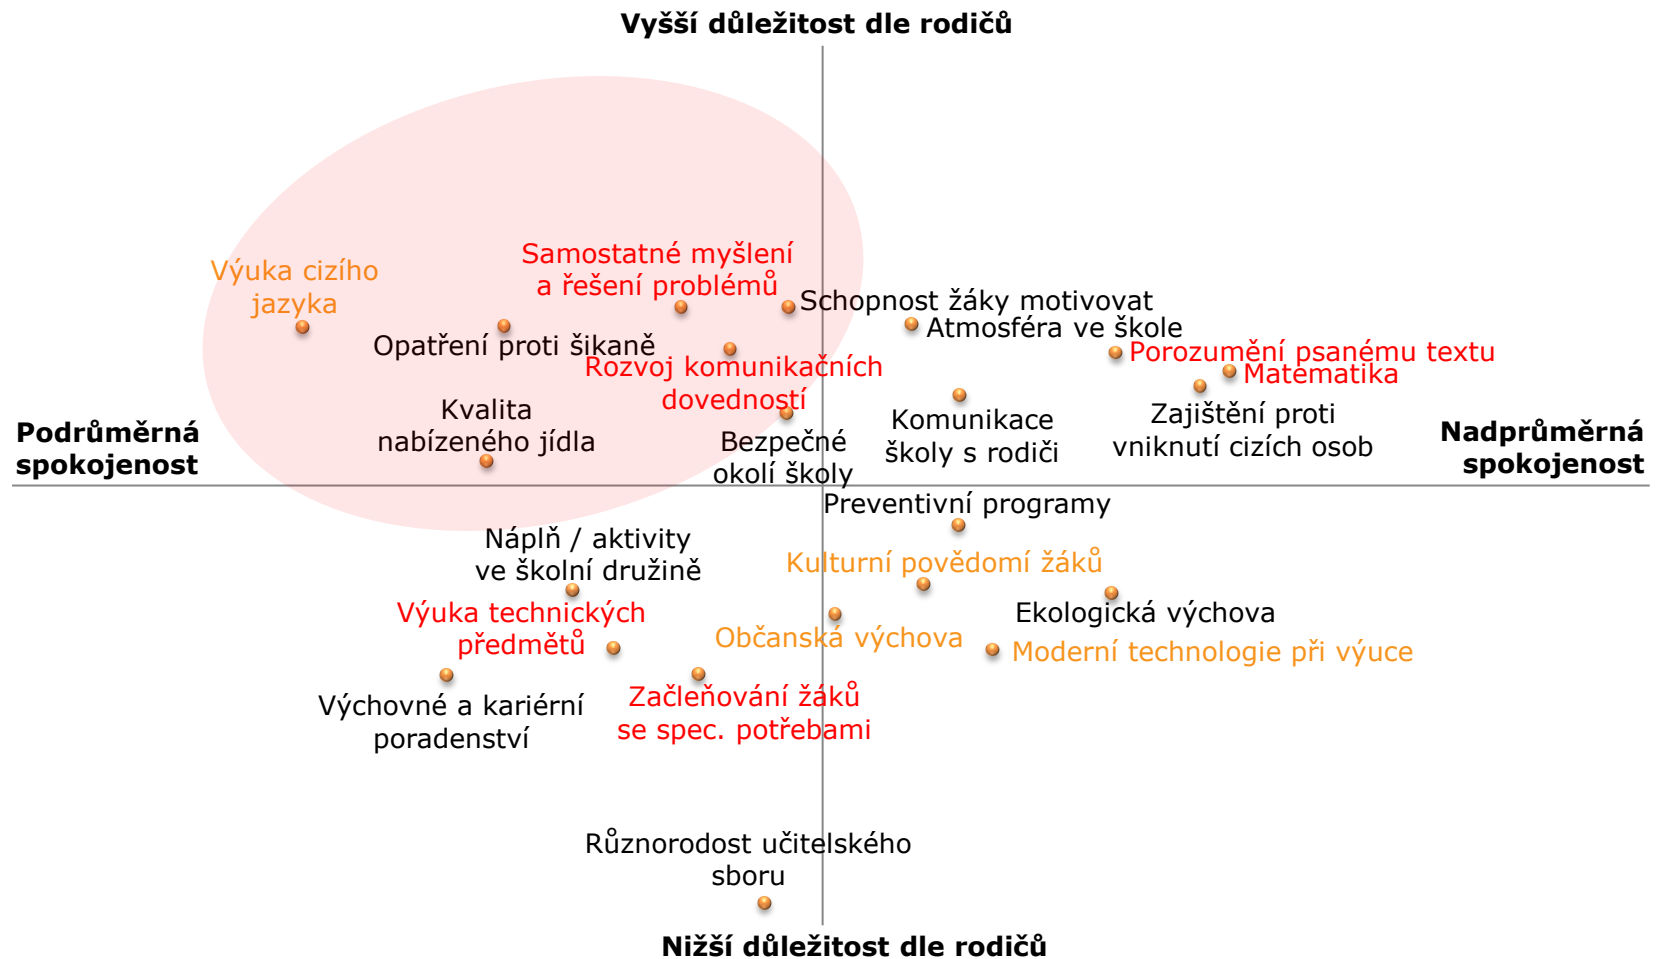 Vyšší důležitost dle rodičů
Samostatné myšlení
a řešení problémů
Výuka cizího
jazyka
Schopnost žáky motivovat
Atmosféra ve škole
Opatření proti šikaně
Porozumění psanému textu
Rozvoj komunikačních
dovedností
Matematika
Kvalita
nabízeného jídla
Komunikace
školy s rodiči
Zajištění proti
vniknutí cizích osob
Podrůměrná
spokojenost
Bezpečné
okolí školy
Nadprůměrná
spokojenost
Preventivní programy
Náplň / aktivity
ve školní družině
Kulturní povědomí žáků
Výuka technických
předmětů
Ekologická výchova
Občanská výchova
Moderní technologie při výuce
Výchovné a kariérní
poradenství
Začleňování žáků
se spec. potřebami
Různorodost učitelského
sboru
Nižší důležitost dle rodičů